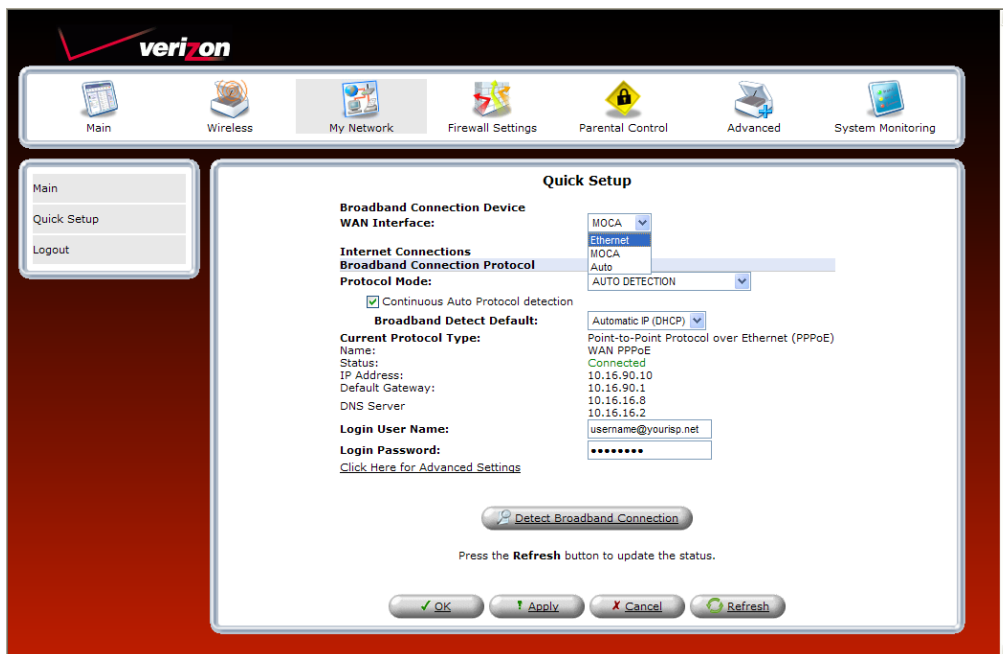 verizon
Main
Wireless
My Network
Firewall Settings
Parental Control
Advanced
System Monitoring
Main
Quick Setup
Logout
Quick Setup
Broadband Connection Device
WAN Interface: MOCA
Ethernet
MOCA
Auto
Internet Connections
Broadband Connection Protocol
Protocol Mode: AUTO DETECTION
Continuous Auto Protocol detection
Broadband Detect Default: Automatic IP (DHCP)
Current Protocol Type: Point-to-Point Protocol over Ethernet (PPPoE)
Name: WAN PPPoE
Status: Connected
IP Address: 10.16.90.10
Default Gateway: 10.16.90.1
DNS Server 10.16.16.8
10.16.16.2
Login User Name: username@yourisp.net
Login Password: ••••••••
Click Here for Advanced Settings
Detect Broadband Connection
Press the Refresh button to update the status.
OK
Apply
Cancel
Refresh